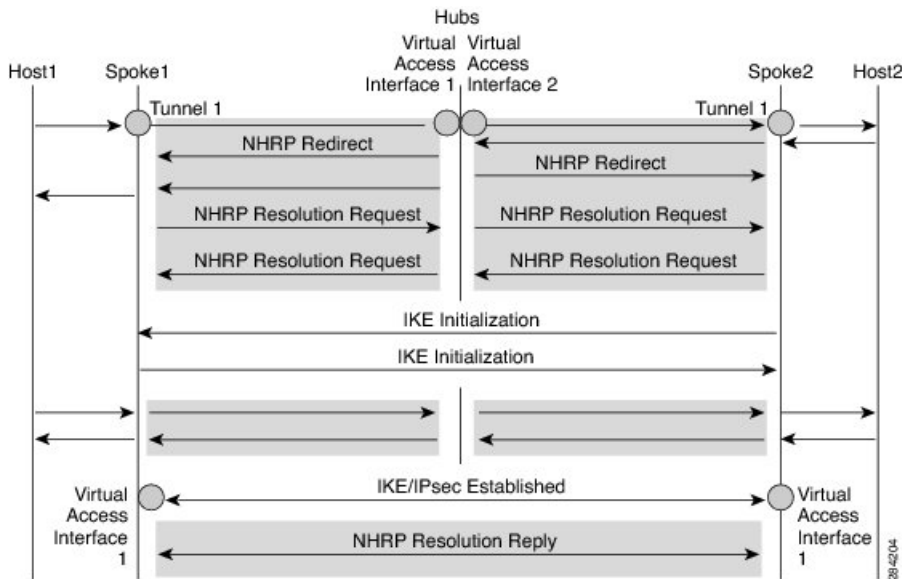 Hubs
Virtual
Access
Interface 1
Virtual
Access
Interface 2
Host1
Spoke1
Spoke2
Host2
Tunnel 1
Tunnel 1
NHRP Redirect
NHRP Redirect
NHRP Resolution Request
NHRP Resolution Request
NHRP Resolution Request
NHRP Resolution Request
IKE Initialization
IKE Initialization
IKE/IPsec Established
Virtual
Access
Interface
1
Virtual
Access
Interface
1
NHRP Resolution Reply
284204